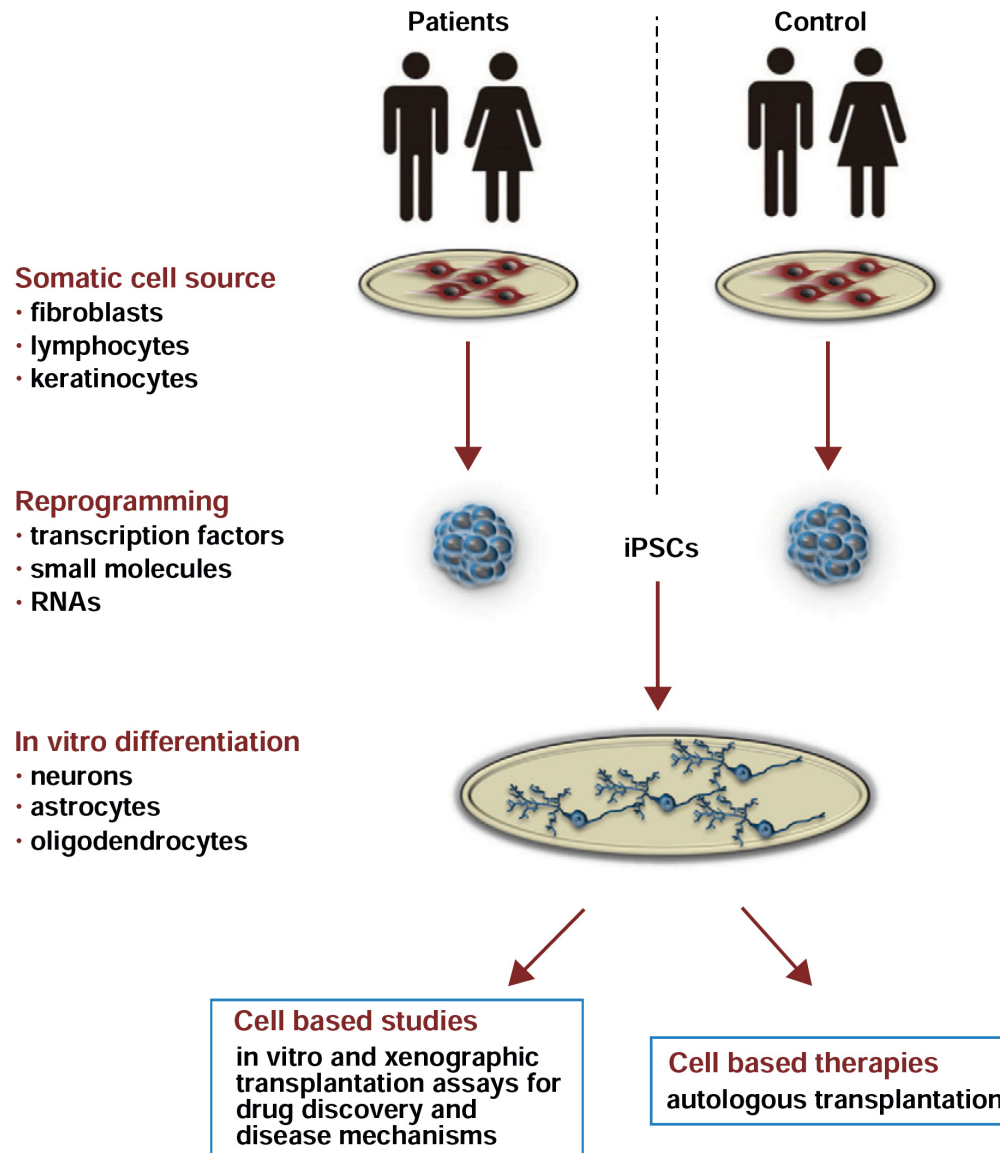 Patients
Control
Somatic cell source
· fibroblasts
· lymphocytes
· keratinocytes
Reprogramming
· transcription factors
· small molecules
· RNAs
iPSCs
In vitro differentiation
· neurons
· astrocytes
· oligodendrocytes
Cell based studies
in vitro and xenographic
transplantation assays for
drug discovery and
disease mechanisms
Cell based therapies
autologous transplantation